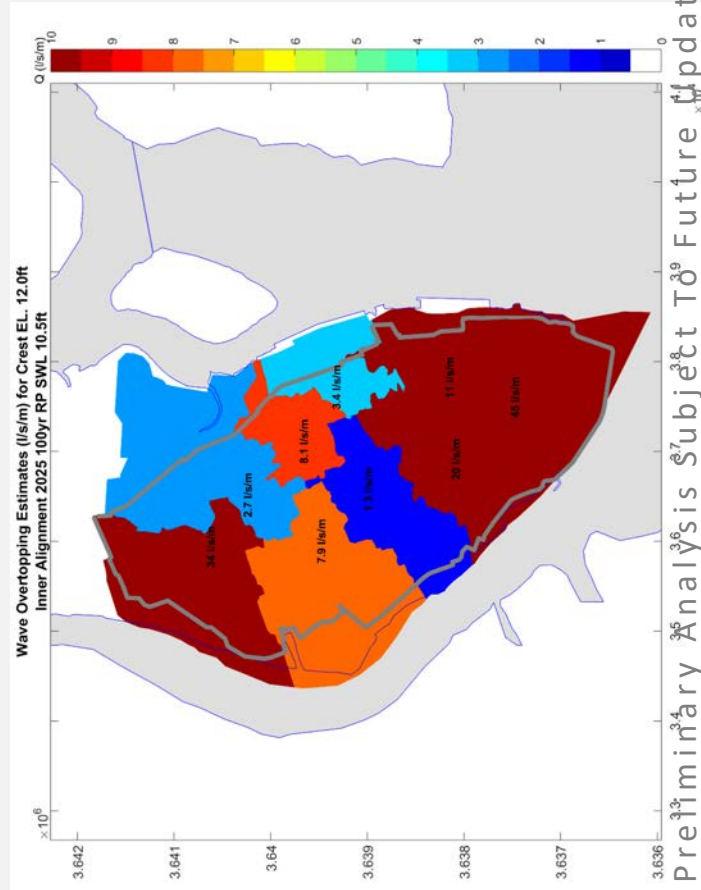 Wave Overtopping Estimates (l/s/m) for Crest EL. 12.0ft
Inner Alignment 2025 100yr RP SWL 10.5ft
×10⁶
3.642
3.641
3.64
3.639
3.638
3.637
3.636
3.3
3.4
3.5
3.6
3.7
3.8
3.9
4
4.1
34 l/s/m
2.7 l/s/m
7.9 l/s/m
8.1 l/s/m
3.4 l/s/m
1.3 l/s/m
20 l/s/m
11 l/s/m
45 l/s/m
Q (l/s/m)
10
9
8
7
6
5
4
3
2
1
0
Preliminary Analysis Subject To Future Updat